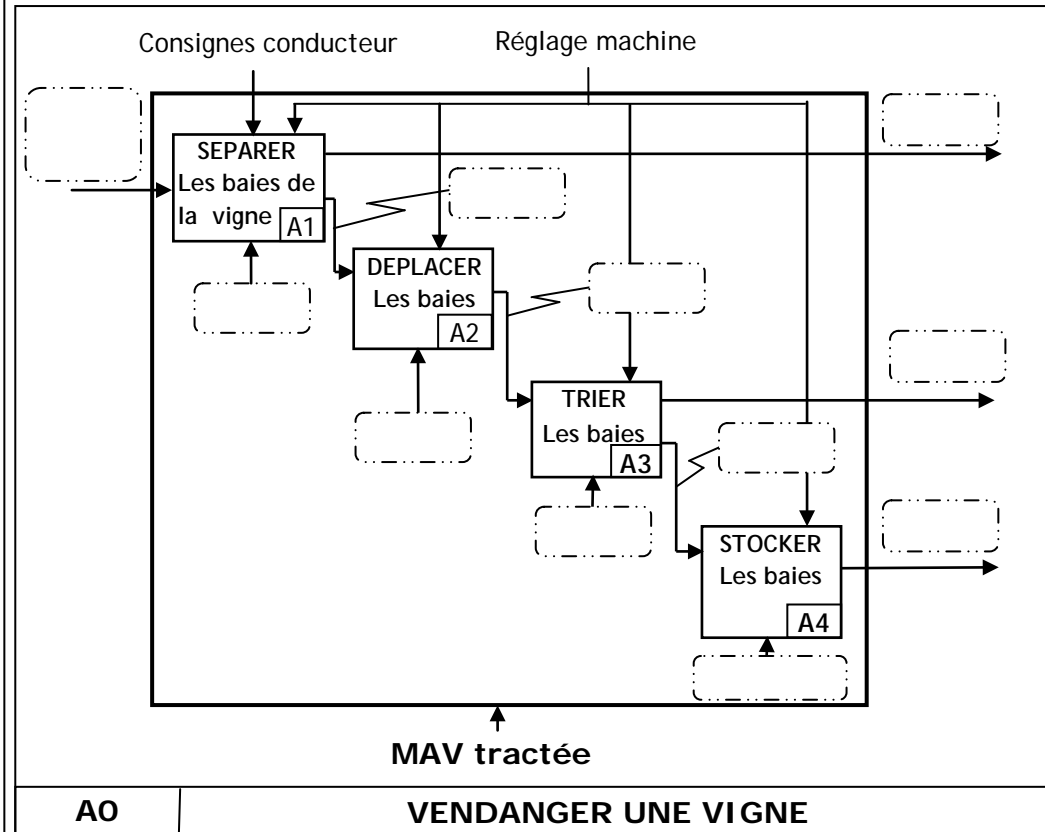 Consignes conducteur
Réglage machine
SEPARER
Les baies de
la vigne
A1
DEPLACER
Les baies
A2
TRIER
Les baies
A3
STOCKER
Les baies
A4
MAV tractée
A0
VENDANGER UNE VIGNE